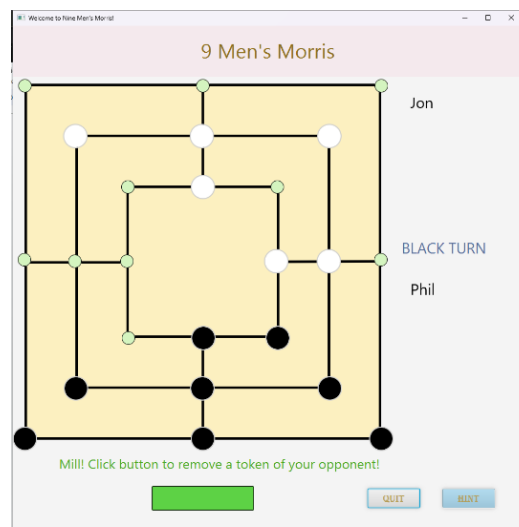 Welcome to Nine Men's Morris!
9 Men's Morris
Jon
BLACK TURN
Phil
Mill! Click button to remove a token of your opponent!
QUIT
HINT